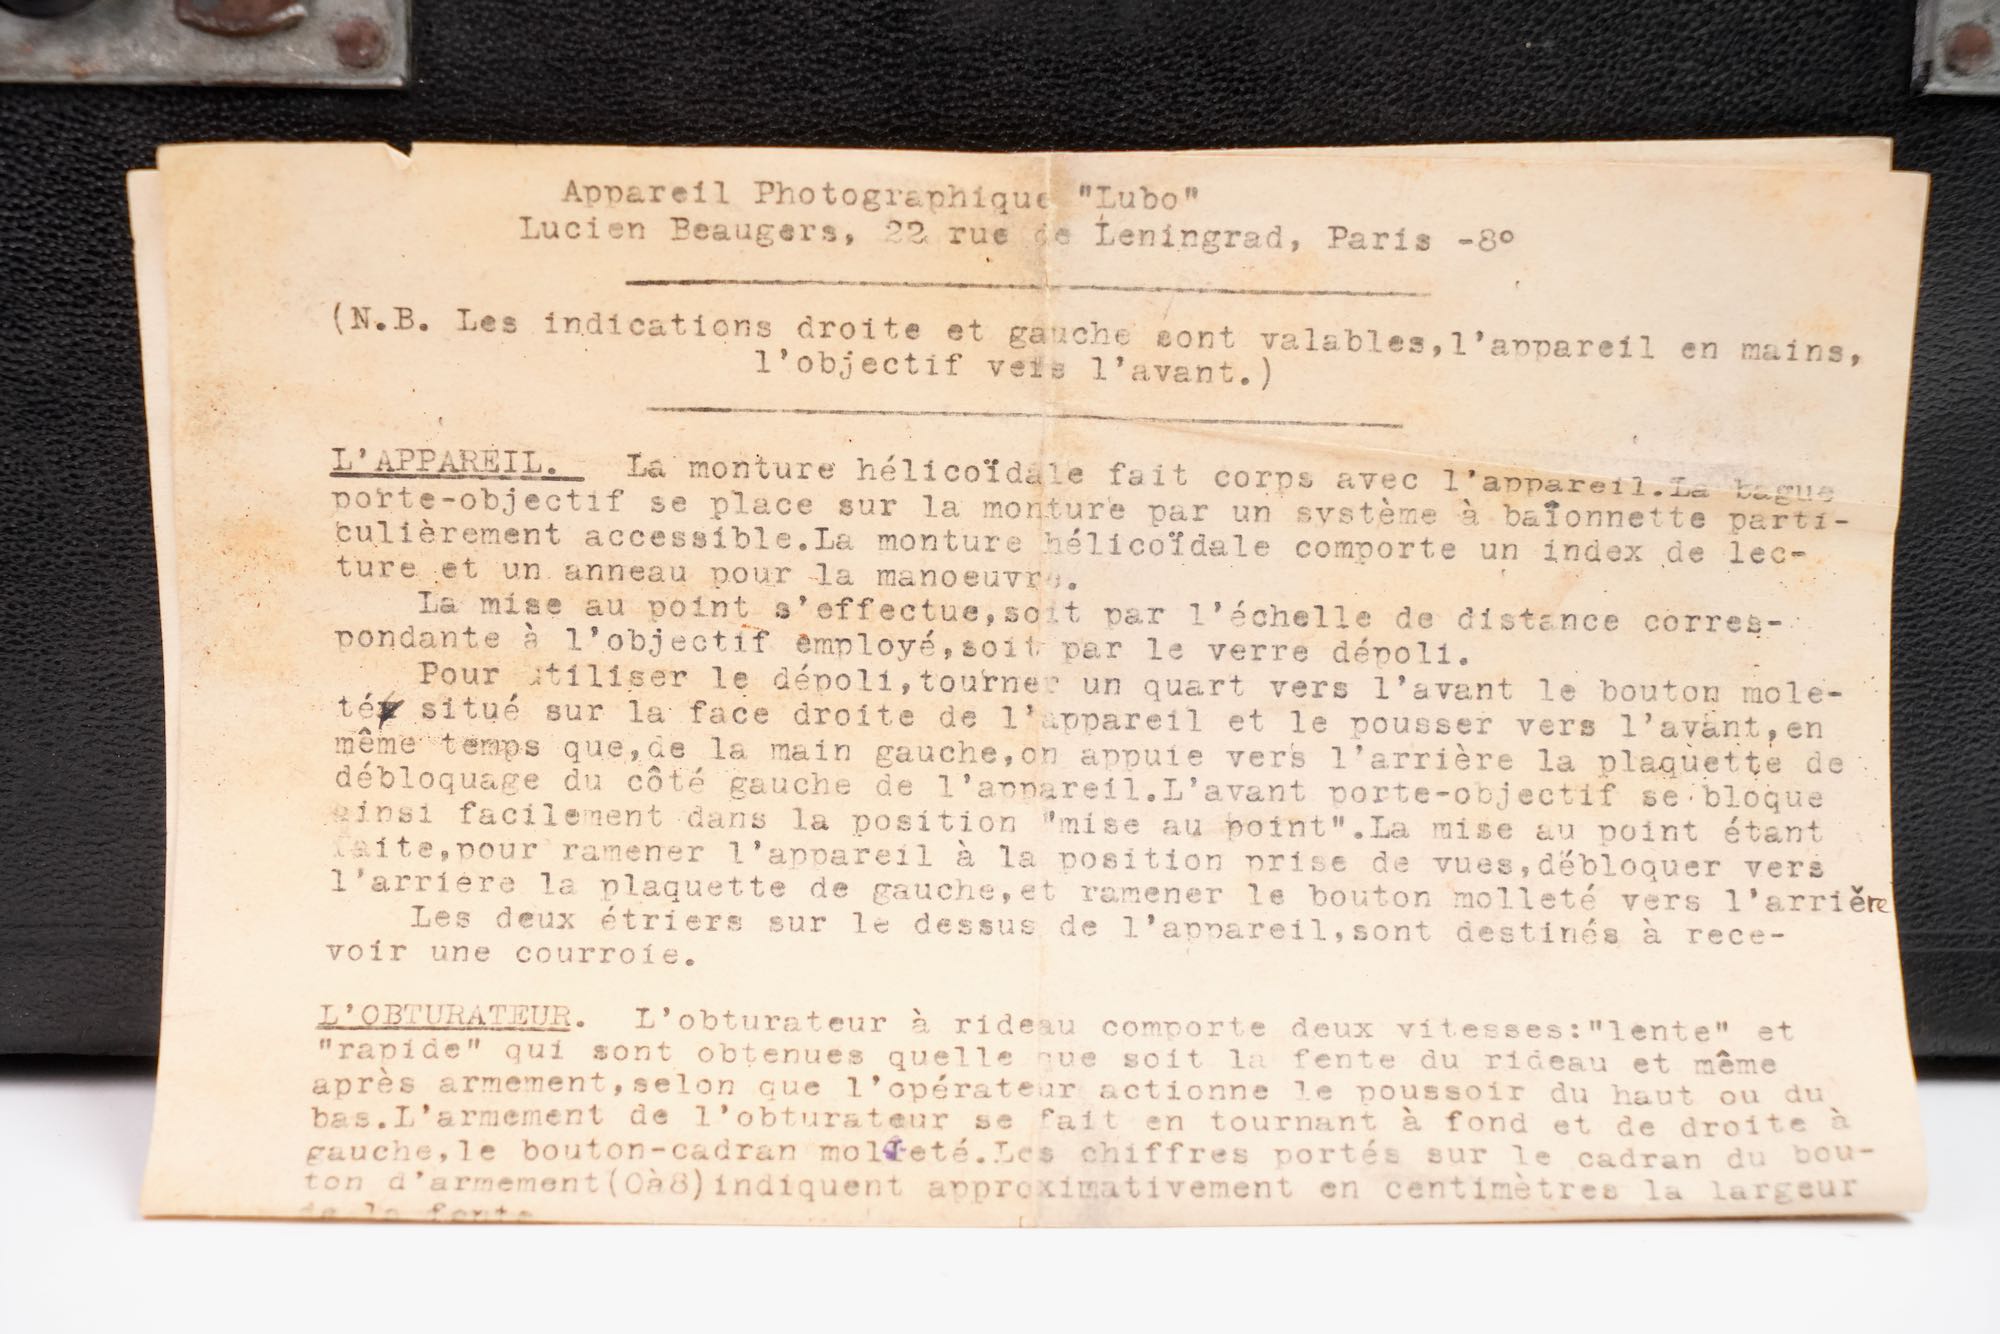 Appareil Photographique "Lubo"
Lucien Beaugers, 22 rue de Leningrad, Paris -8°
(N.B. Les indications droite et gauche sont valables,l'appareil en mains,
l'objectif vers l'avant.)
L'APPAREIL. La monture hélicoïdale fait corps avec l'appareil.La bague
porte-objectif se place sur la monture par un système à baïonnette parti-
culièrement accessible.La monture hélicoïdale comporte un index de lec-
ture et un anneau pour la manoeuvre.
La mise au point s'effectue,soit par l'échelle de distance corres-
pondante à l'objectif employé,soit par le verre dépoli.
Pour utiliser le dépoli,tourner un quart vers l'avant le bouton mole-
té situé sur la face droite de l'appareil et le pousser vers l'avant,en
même temps que,de la main gauche,on appuie vers l'arrière la plaquette de
débloquage du côté gauche de l'appareil.L'avant porte-objectif se bloque
ainsi facilement dans la position "mise au point".La mise au point étant
faite,pour ramener l'appareil à la position prise de vues,débloquer vers
l'arrière la plaquette de gauche,et ramener le bouton molleté vers l'arrière
Les deux étriers sur le dessus de l'appareil,sont destinés à rece-
voir une courroie.
L'OBTURATEUR. L'obturateur à rideau comporte deux vitesses:"lente" et
"rapide" qui sont obtenues quelle que soit la fente du rideau et même
après armement,selon que l'opérateur actionne le poussoir du haut ou du
bas.L'armement de l'obturateur se fait en tournant à fond et de droite à
gauche,le bouton-cadran molleté.Les chiffres portés sur le cadran du bou-
ton d'armement(0à8)indiquent approximativement en centimètres la largeur
de la fente